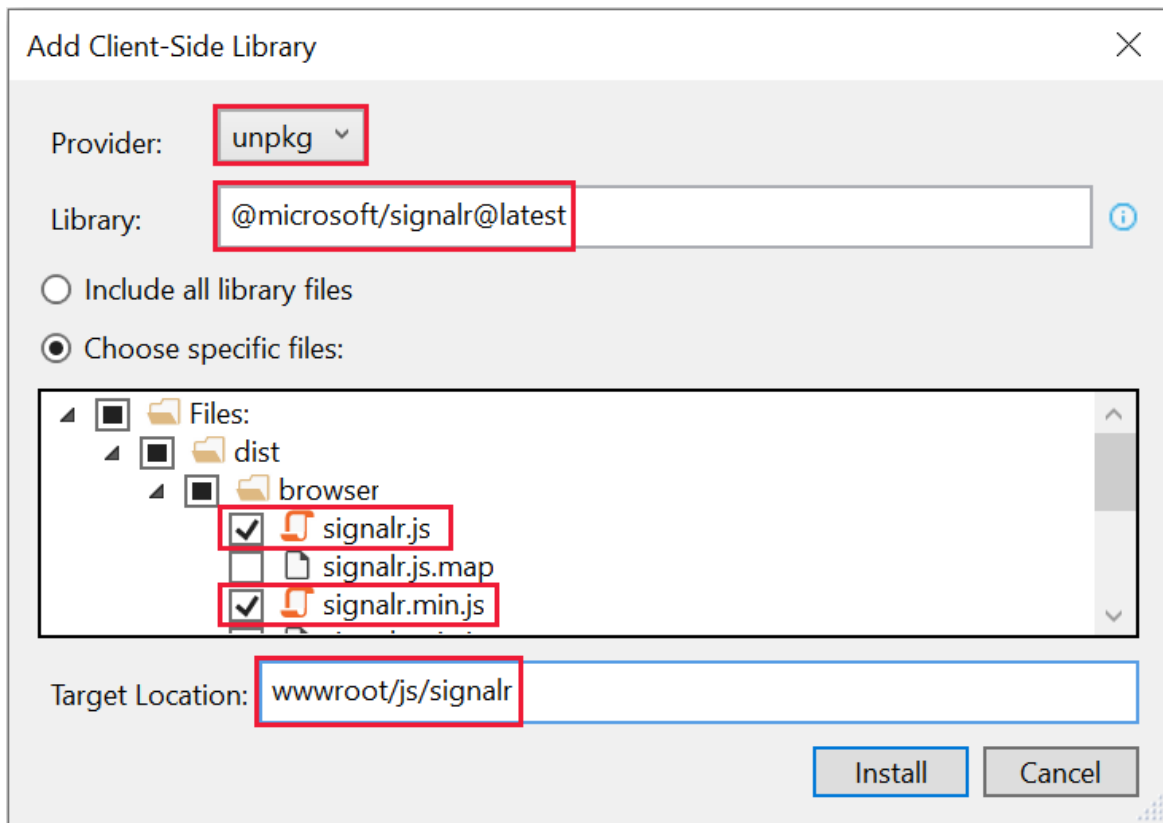 Add Client-Side Library
Provider: unpkg
Library: @microsoft/signalr@latest
Include all library files
Choose specific files:
Files:
dist
browser
signalr.js
signalr.js.map
signalr.min.js
Target Location: wwwroot/js/signalr
Install Cancel